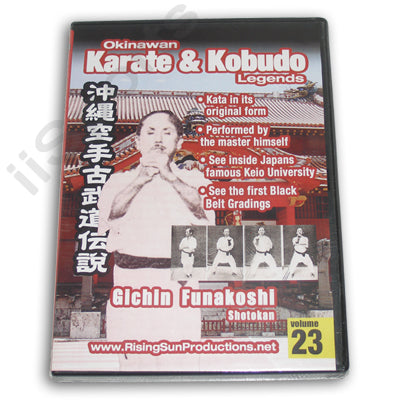 Okinawan
Karate & Kobudo
Legends
沖縄空手古武道伝説
• Kata in its
original form
• Performed by
the master himself
• See inside Japans
famous Keio University
• See the first Black
Belt Gradings
Gichin Funakoshi
Shotokan
volume
23
www.RisingSunProductions.net